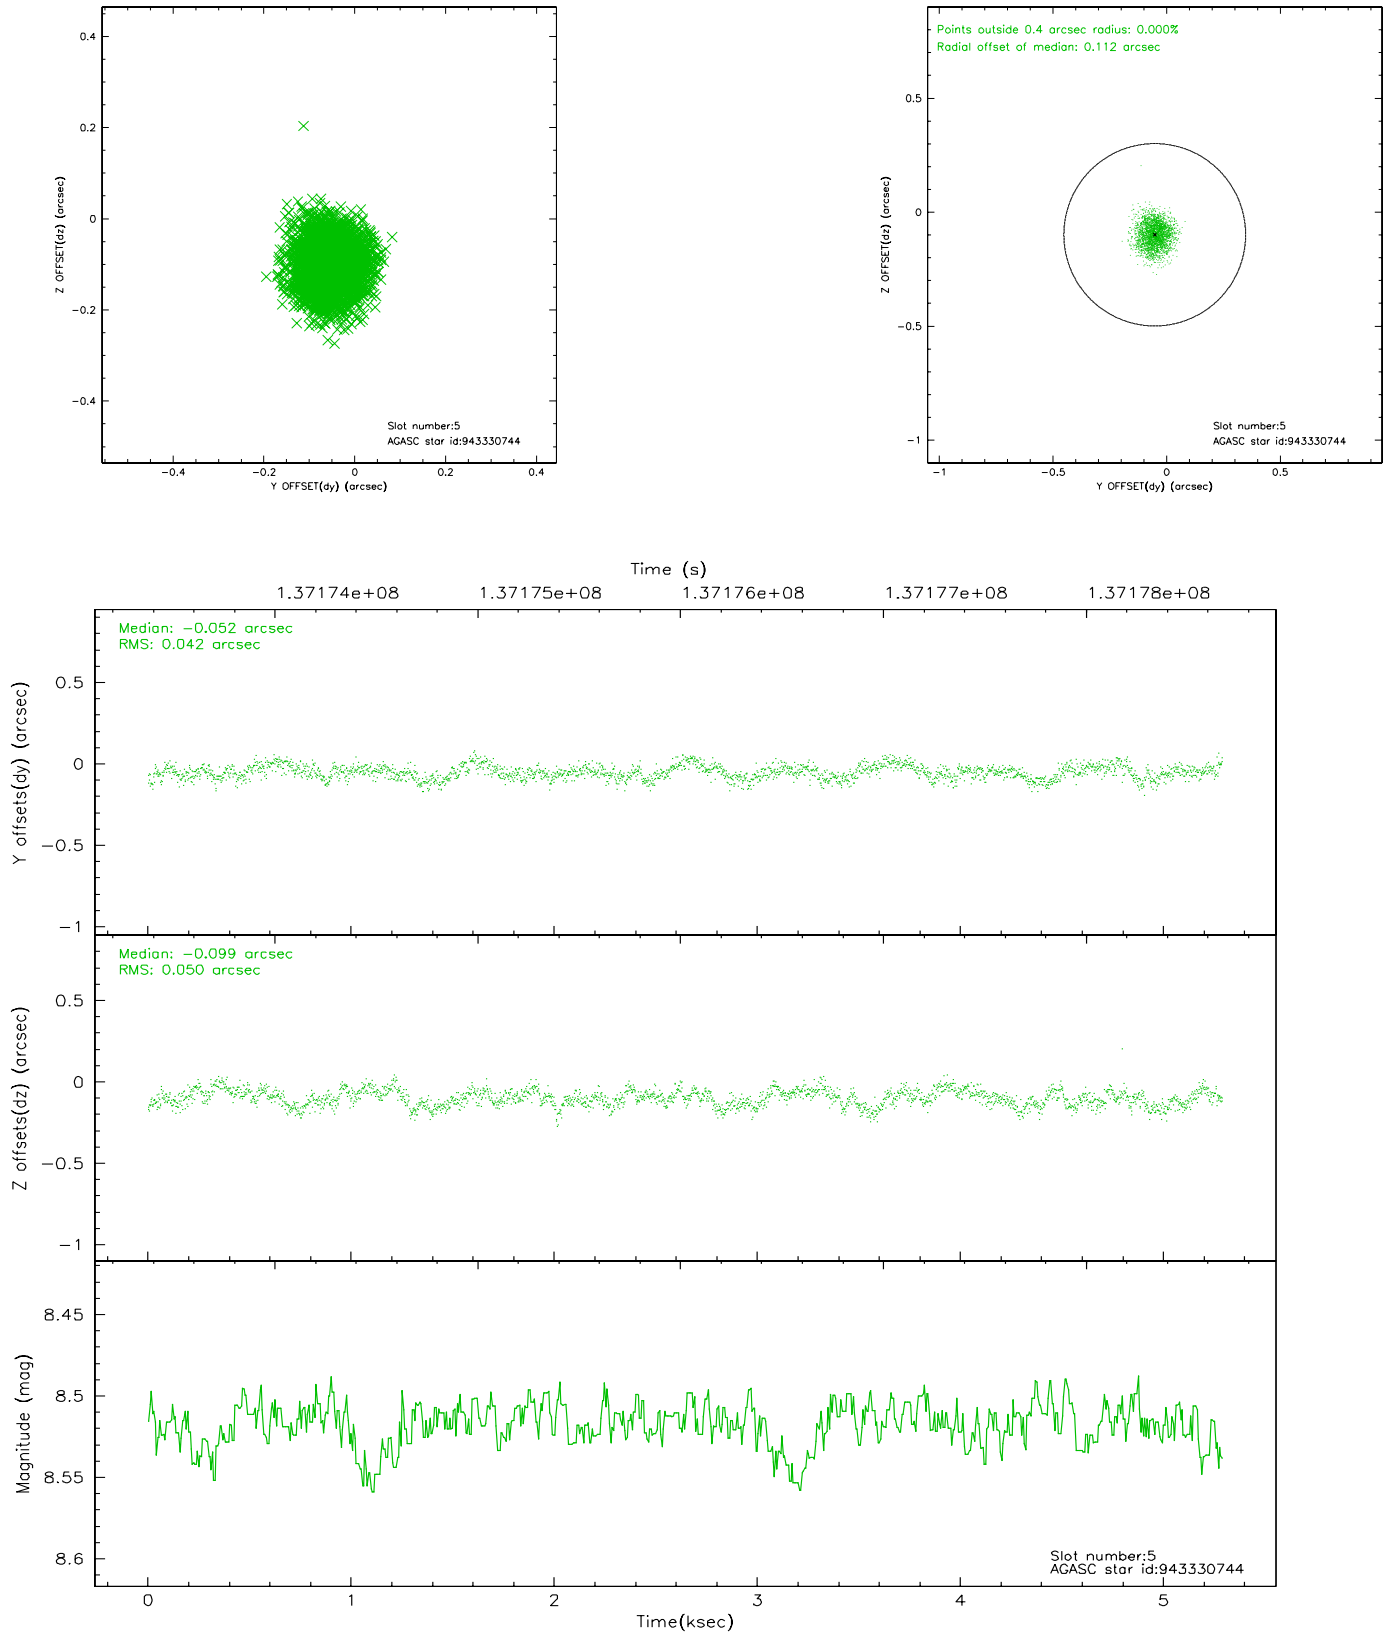 0.4
0.2
0
-0.2
-0.4
Z OFFSET(dz) (arcsec)
Slot number:5
AGASC star id:943330744
-0.4 -0.2 0 0.2 0.4
Y OFFSET(dy) (arcsec)
Points outside 0.4 arcsec radius: 0.000%
Radial offset of median: 0.112 arcsec
0.5
0
-0.5
-1
Z OFFSET(dz) (arcsec)
Slot number:5
AGASC star id:943330744
-1 -0.5 0 0.5
Y OFFSET(dy) (arcsec)
Time (s)
1.37174e+08 1.37175e+08 1.37176e+08 1.37177e+08 1.37178e+08
Median: -0.052 arcsec
RMS: 0.042 arcsec
0.5
0
-0.5
-1
Y offsets(dy) (arcsec)
Median: -0.099 arcsec
RMS: 0.050 arcsec
0.5
0
-0.5
-1
Z offsets(dz) (arcsec)
8.45
8.5
8.55
8.6
Magnitude (mag)
Slot number:5
AGASC star id:943330744
0 1 2 3 4 5
Time(ksec)